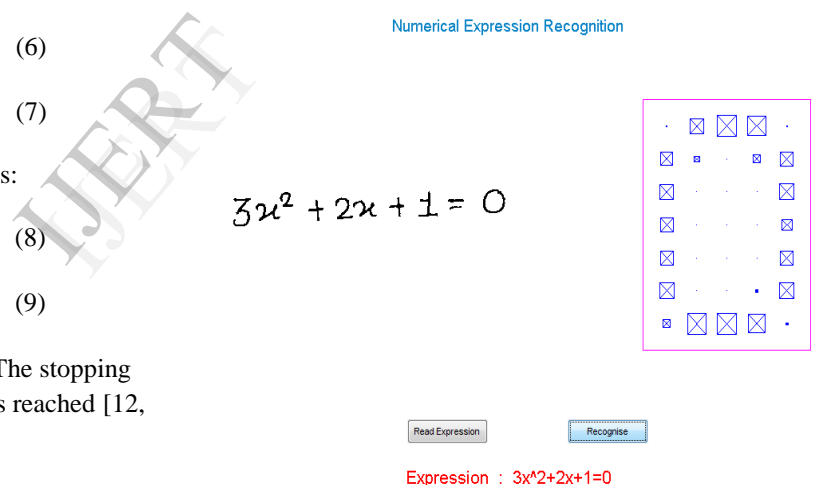 (6)
(7)
s:
(8)
(9)
The stopping
s reached [12,
IJERT
Numerical Expression Recognition
3x² + 2x + 1 = 0
Read Expression
Recognise
Expression : 3x^2+2x+1=0